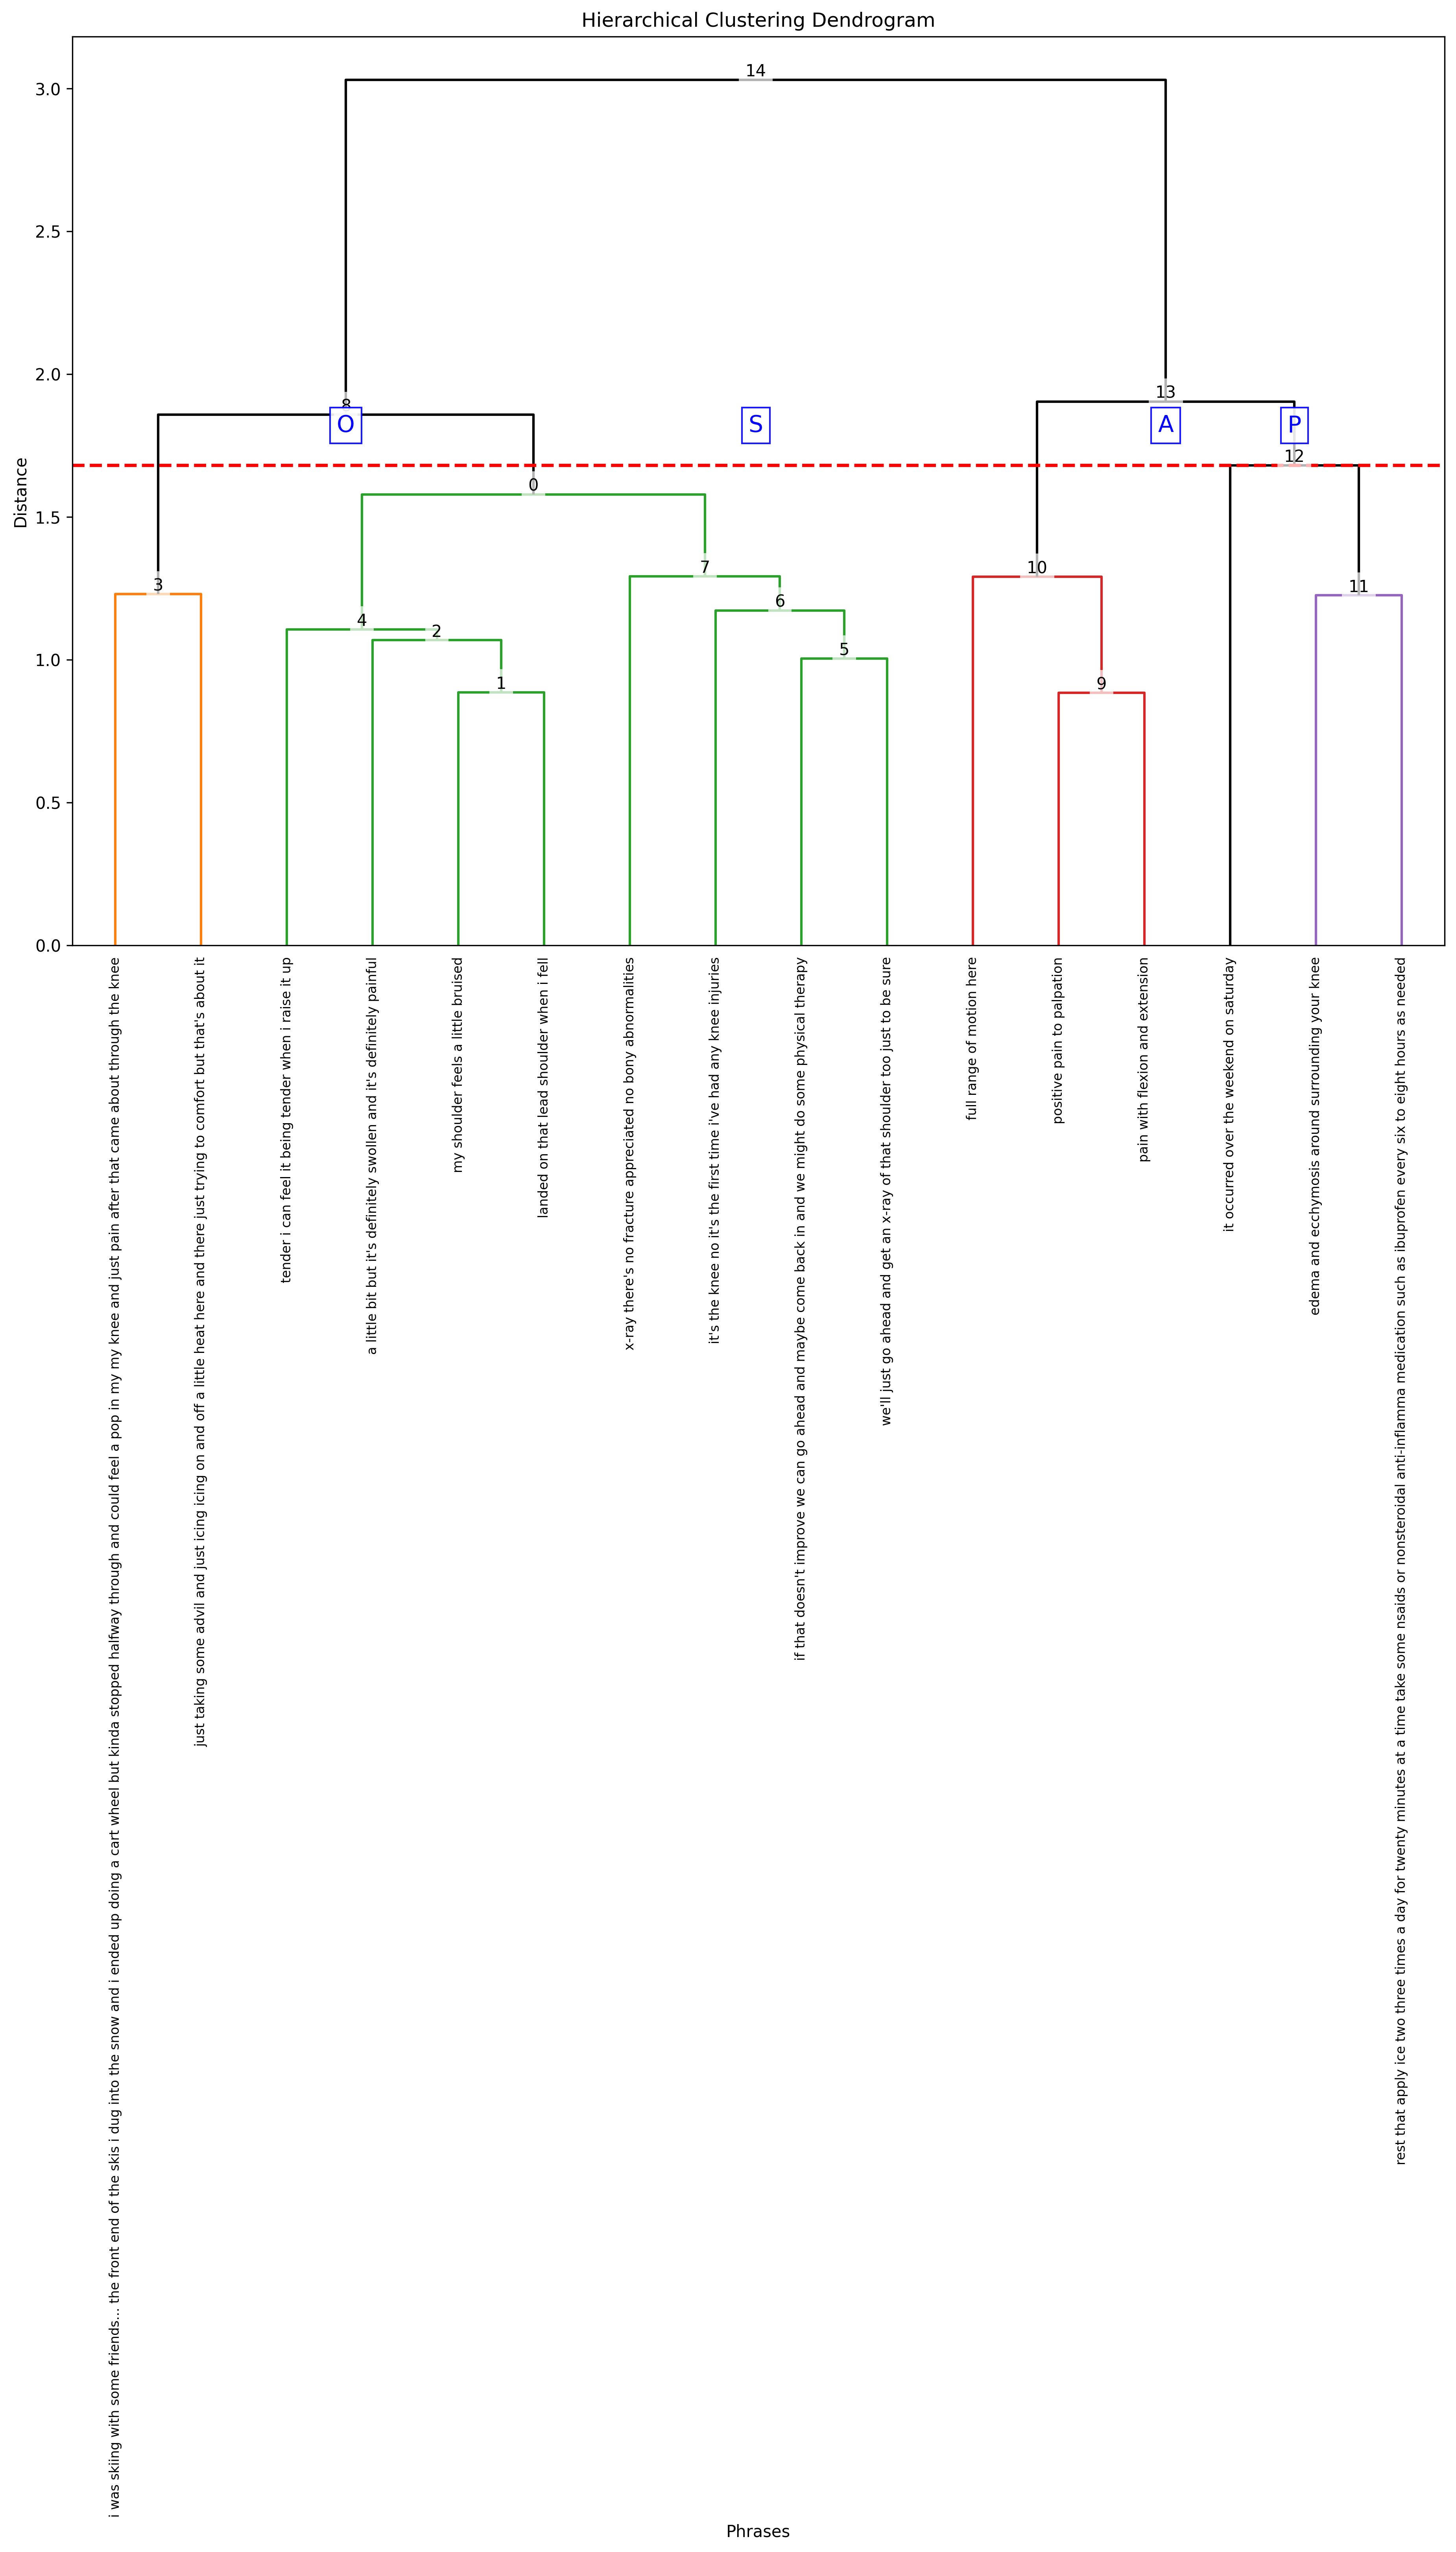 Hierarchical Clustering Dendrogram
14
3.0
2.5
2.0
13
8
O
S
A
P
12
Distance
0
1.5
7
10
3
11
6
4
2
5
1.0
1
9
0.5
0.0
i was skiing with some friends... the front end of the skis i dug into the snow and i ended up doing a cart wheel but kinda stopped halfway through and could feel a pop in my my knee and just pain after that came about through the knee
just taking some advil and just icing icing on and off a little heat here and there just trying to comfort but that's about it
tender i can feel it being tender when i raise it up
a little bit but it's definitely swollen and it's definitely painful
my shoulder feels a little bruised
landed on that lead shoulder when i fell
x-ray there's no fracture appreciated no bony abnormalities
it's the knee no it's the first time i've had any knee injuries
if that doesn't improve we can go ahead and maybe come back in and we might do some physical therapy
we'll just go ahead and get an x-ray of that shoulder too just to be sure
full range of motion here
positive pain to palpation
pain with flexion and extension
it occurred over the weekend on saturday
edema and ecchymosis around surrounding your knee
rest that apply ice two three times a day for twenty minutes at a time take some nsaids or nonsteroidal anti-inflamma medication such as ibuprofen every six to eight hours as needed
Phrases